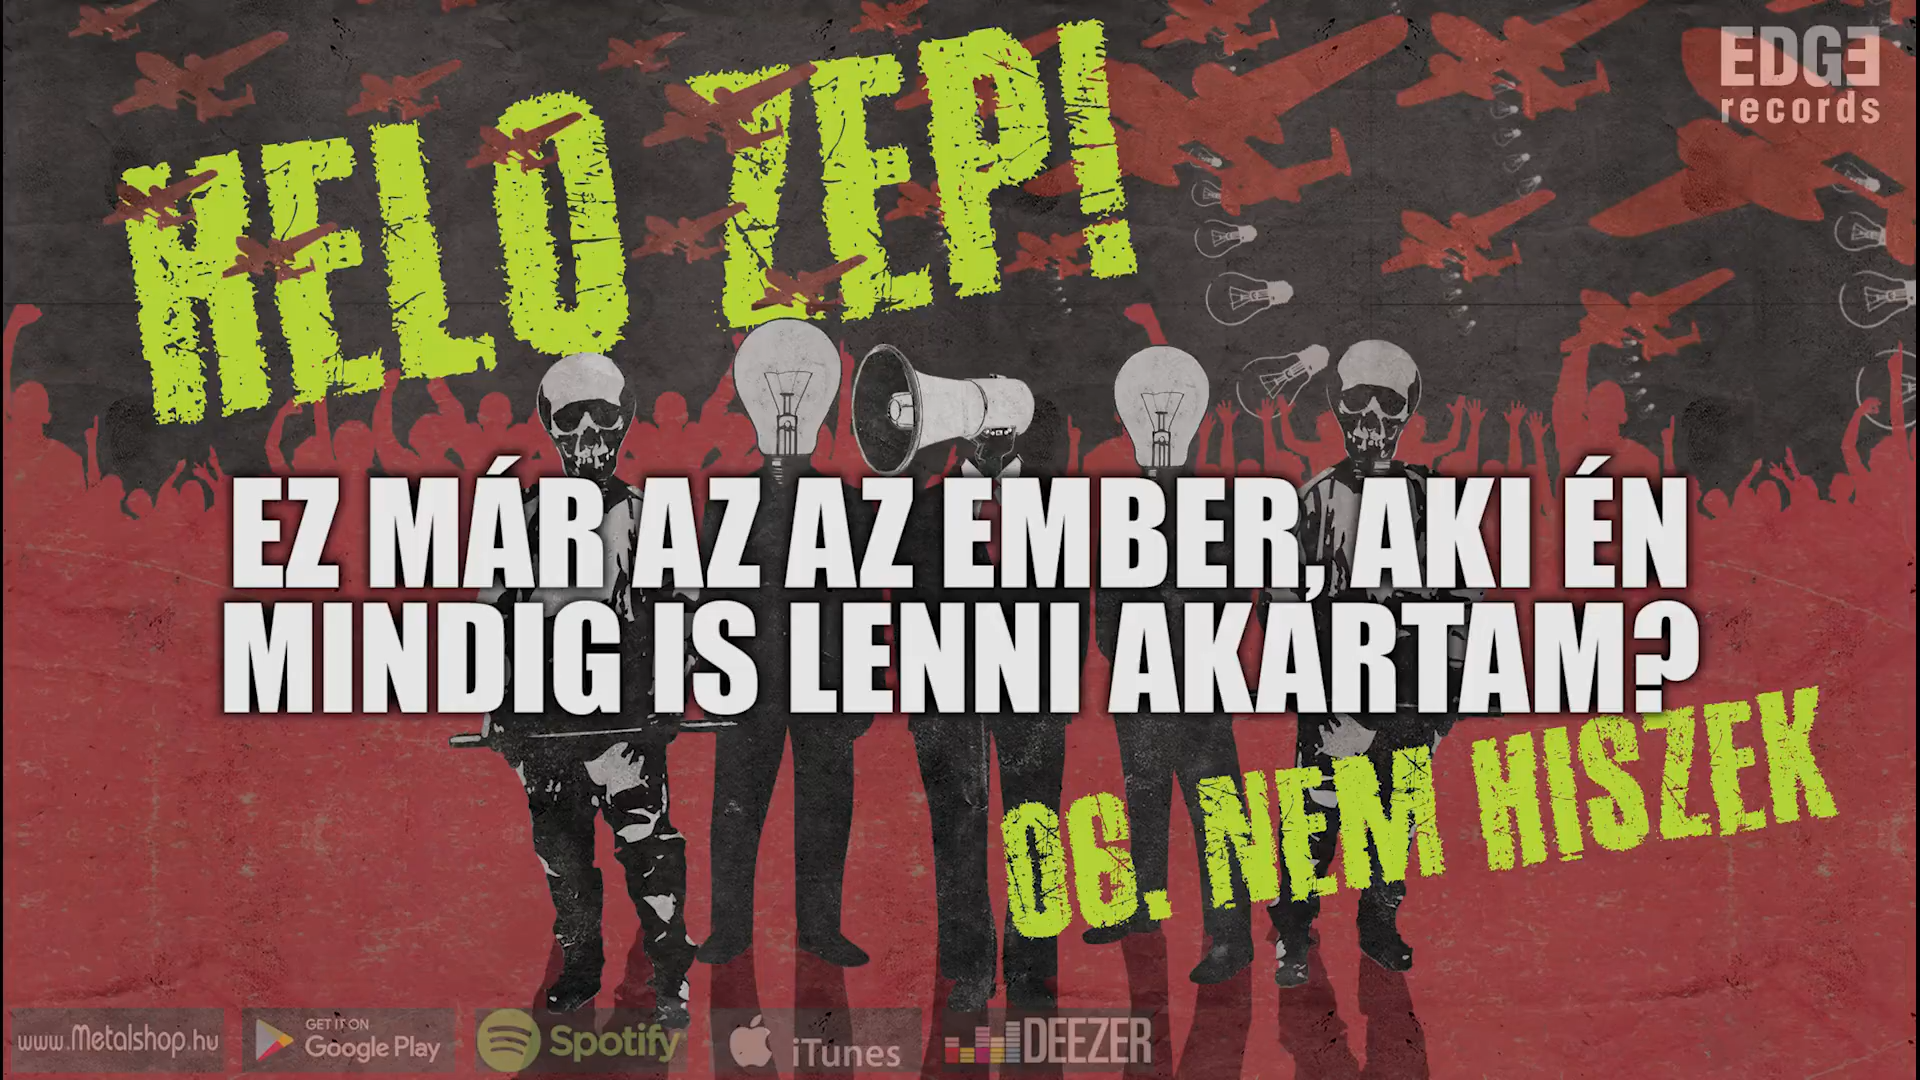 EDGE
records
HELO ZEP!
EZ MÁR AZ AZ EMBER, AKI ÉN
MINDIG IS LENNI AKARTAM?
06. NEM HISZEK
www.Metalshop.hu
GET IT ON
Google Play
Spotify
iTunes
DEEZER